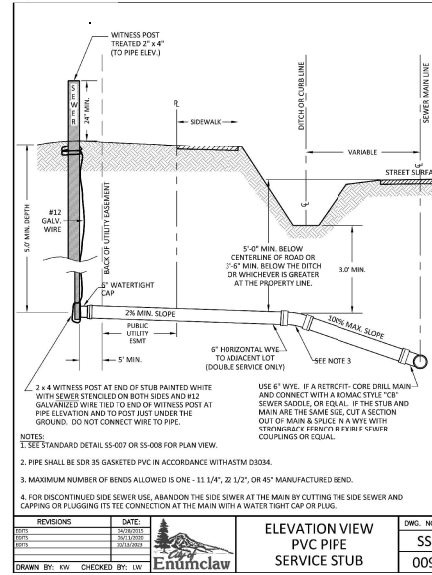 WITNESS POST
TREATED 2" x 4"
(TO PIPE ELEV.)
SEWER
24" MIN.
℄
SIDEWALK
DITCH OR CURB LINE
SEWER MAIN LINE
VARIABLE
℄
℄
STREET SURFA
5.0' MIN. DEPTH
#12
GALV.
WIRE
BACK OF UTILITY EASEMENT
5'-0" MIN. BELOW
CENTERLINE OF ROAD OR
3'-6" MIN. BELOW THE DITCH
OR WHICHEVER IS GREATER
AT THE PROPERTY LINE.
3.0' MIN.
6" WATERTIGHT
CAP
2% MIN. SLOPE
100% MAX. SLOPE
PUBLIC
UTILITY
ESMT
5' MIN.
6" HORIZONTAL WYE
TO ADJACENT LOT
(DOUBLE SERVICE ONLY)
SEE NOTE 3
2 x 4 WITNESS POST AT END OF STUB PAINTED WHITE
WITH SEWER STENCILED ON BOTH SIDES AND #12
GALVANIZED WIRE TIED TO END OF WITNESS POST AT
PIPE ELEVATION AND TO POST JUST UNDER THE
GROUND. DO NOT CONNECT WIRE TO PIPE.
USE 6" WYE. IF A RETROFIT- CORE DRILL MAIN
AND CONNECT WITH A ROMAC STYLE "CB"
SEWER SADDLE, OR EQUAL. IF THE STUB AND
MAIN ARE THE SAME SIZE, CUT A SECTION
OUT OF MAIN & SPLICE IN A WYE WITH
STRONGBACK FERNCO FLEXIBLE SEWER
COUPLINGS OR EQUAL.
NOTES:
1. SEE STANDARD DETAIL SS-007 OR SS-008 FOR PLAN VIEW.
2. PIPE SHALL BE SDR 35 GASKETED PVC IN ACCORDANCE WITH ASTM D3034.
3. MAXIMUM NUMBER OF BENDS ALLOWED IS ONE - 11 1/4", 22 1/2", OR 45° MANUFACTURED BEND.
4. FOR DISCONTINUED SIDE SEWER USE, ABANDON THE SIDE SEWER AT THE MAIN BY CUTTING THE SIDE SEWER AND
CAPPING OR PLUGGING ITS TEE CONNECTION AT THE MAIN WITH A WATER TIGHT CAP OR PLUG.
REVISIONS DATE:
EDITS
EDITS
EDITS 10/13/2023
DRAWN BY: KW CHECKED BY: LW
City of
Enumclaw
ELEVATION VIEW
PVC PIPE
SERVICE STUB
DWG. NO
SS
009